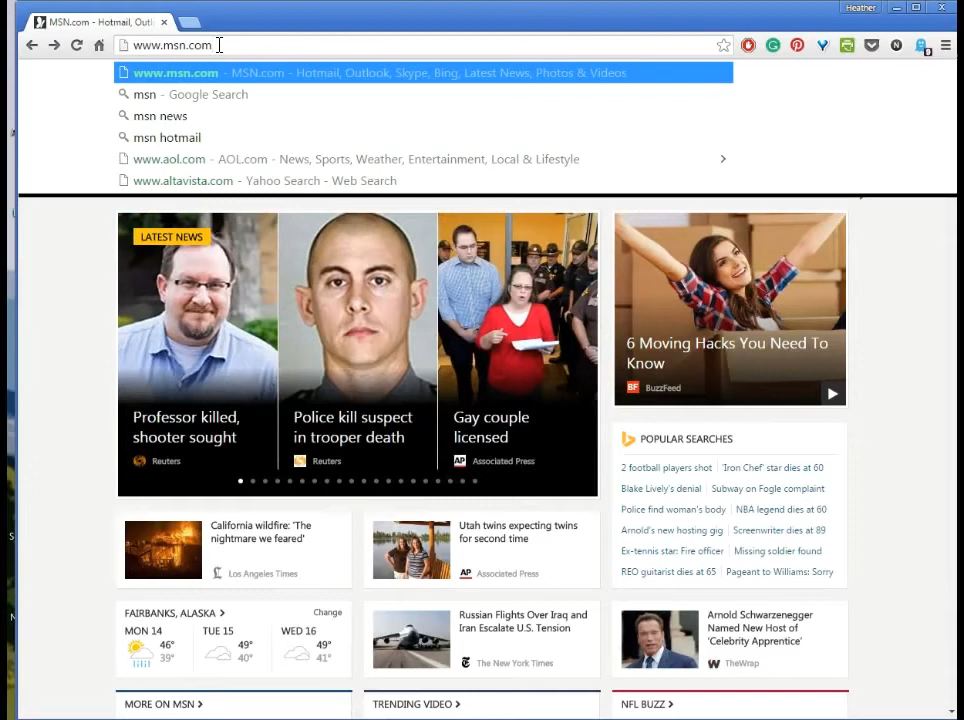 Heather
MSN.com - Hotmail, Outl
www.msn.com
www.msn.com - MSN.com - Hotmail, Outlook, Skype, Bing, Latest News, Photos & Videos
msn - Google Search
msn news
msn hotmail
www.aol.com - AOL.com - News, Sports, Weather, Entertainment, Local & Lifestyle
www.altavista.com - Yahoo Search - Web Search
LATEST NEWS
Professor killed,
shooter sought
Reuters
Police kill suspect
in trooper death
Reuters
Gay couple
licensed
AP Associated Press
6 Moving Hacks You Need To
Know
BF BuzzFeed
POPULAR SEARCHES
2 football players shot
'Iron Chef' star dies at 60
Blake Lively's denial
Subway on Fogle complaint
Police find woman's body
NBA legend dies at 60
Arnold's new hosting gig
Screenwriter dies at 89
Ex-tennis star: Fire officer
Missing soldier found
REO guitarist dies at 65
Pageant to Williams: Sorry
California wildfire: 'The
nightmare we feared'
Los Angeles Times
Utah twins expecting twins
for second time
AP Associated Press
FAIRBANKS, ALASKA
Change
MON 14
46°
39°
TUE 15
49°
40°
WED 16
49°
41°
Russian Flights Over Iraq and
Iran Escalate U.S. Tension
The New York Times
Arnold Schwarzenegger
Named New Host of
'Celebrity Apprentice'
TheWrap
MORE ON MSN
TRENDING VIDEO
NFL BUZZ